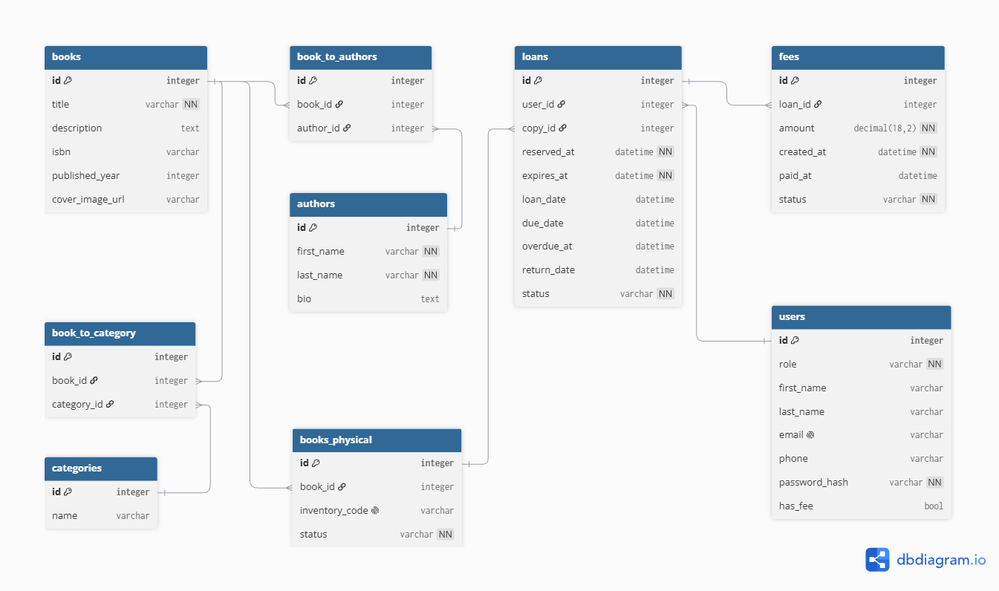 books
id integer
title varchar NN
description text
isbn varchar
published_year integer
cover_image_url varchar
book_to_authors
id integer
book_id integer
author_id integer
authors
id integer
first_name varchar NN
last_name varchar NN
bio text
book_to_category
id integer
book_id integer
category_id integer
categories
id integer
name varchar
books_physical
id integer
book_id integer
inventory_code varchar
status varchar NN
loans
id integer
user_id integer
copy_id integer
reserved_at datetime NN
expires_at datetime NN
loan_date datetime
due_date datetime
overdue_at datetime
return_date datetime
status varchar NN
fees
id integer
loan_id integer
amount decimal(18,2) NN
created_at datetime NN
paid_at datetime
status varchar NN
users
id integer
role varchar NN
first_name varchar
last_name varchar
email varchar
phone varchar
password_hash varchar NN
has_fee bool
dbdiagram.io